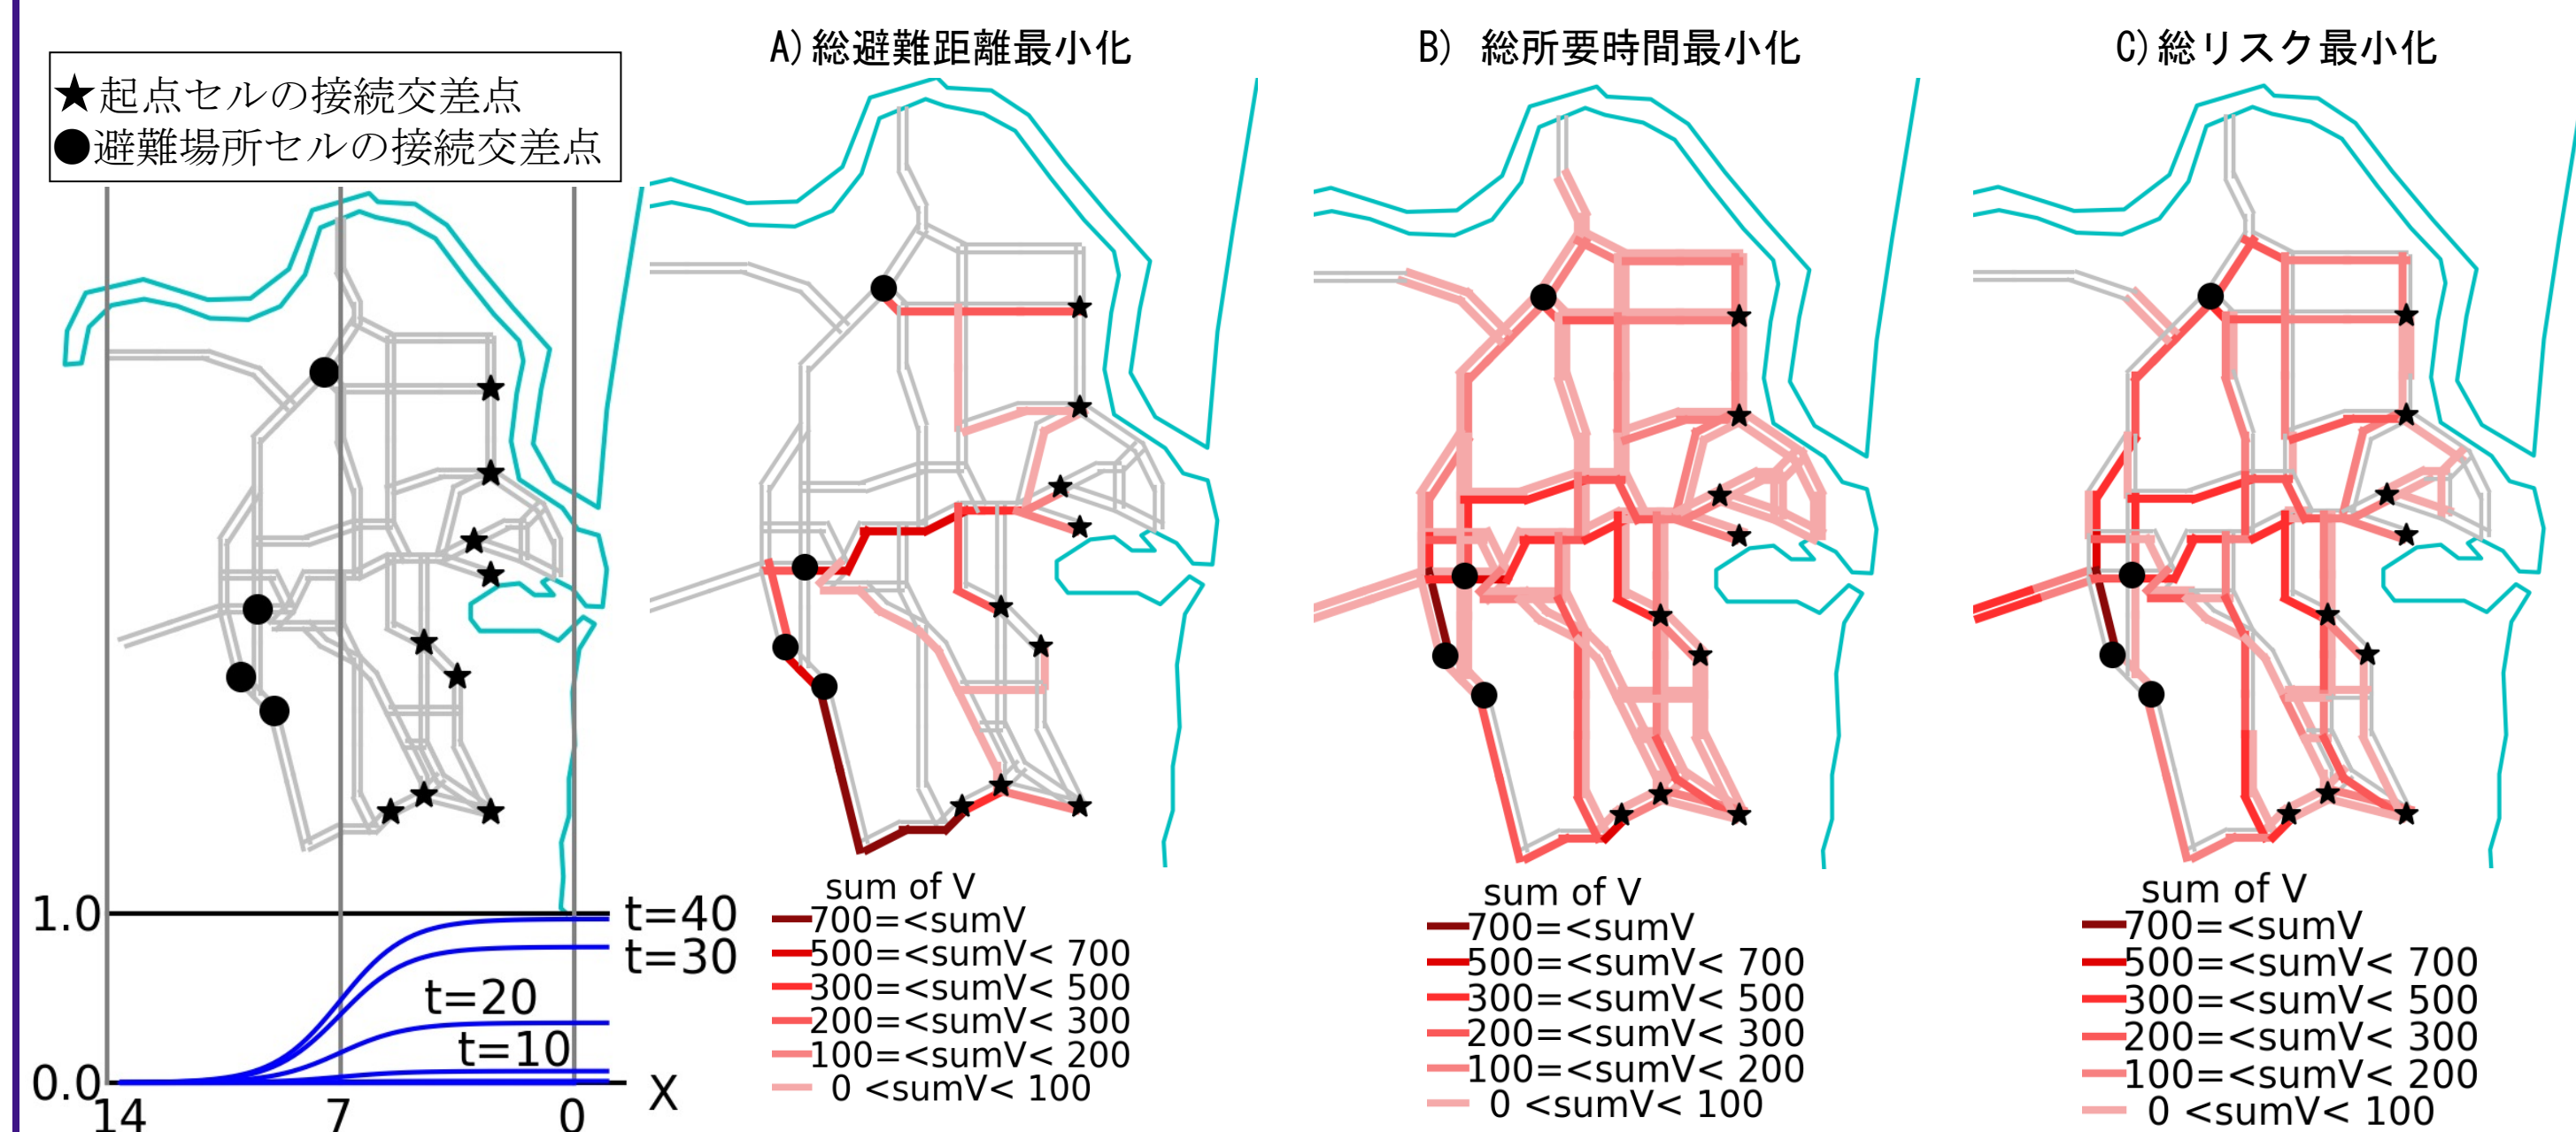 ★起点セルの接続交差点
●避難場所セルの接続交差点
1.0
0.0
14
7
0
X
t=40
t=30
t=20
t=10
A)総避難距離最小化
sum of V
700=<sumV
500=<sumV< 700
300=<sumV< 500
200=<sumV< 300
100=<sumV< 200
0 <sumV< 100
B) 総所要時間最小化
sum of V
700=<sumV
500=<sumV< 700
300=<sumV< 500
200=<sumV< 300
100=<sumV< 200
0 <sumV< 100
C)総リスク最小化
sum of V
700=<sumV
500=<sumV< 700
300=<sumV< 500
200=<sumV< 300
100=<sumV< 200
0 <sumV< 100